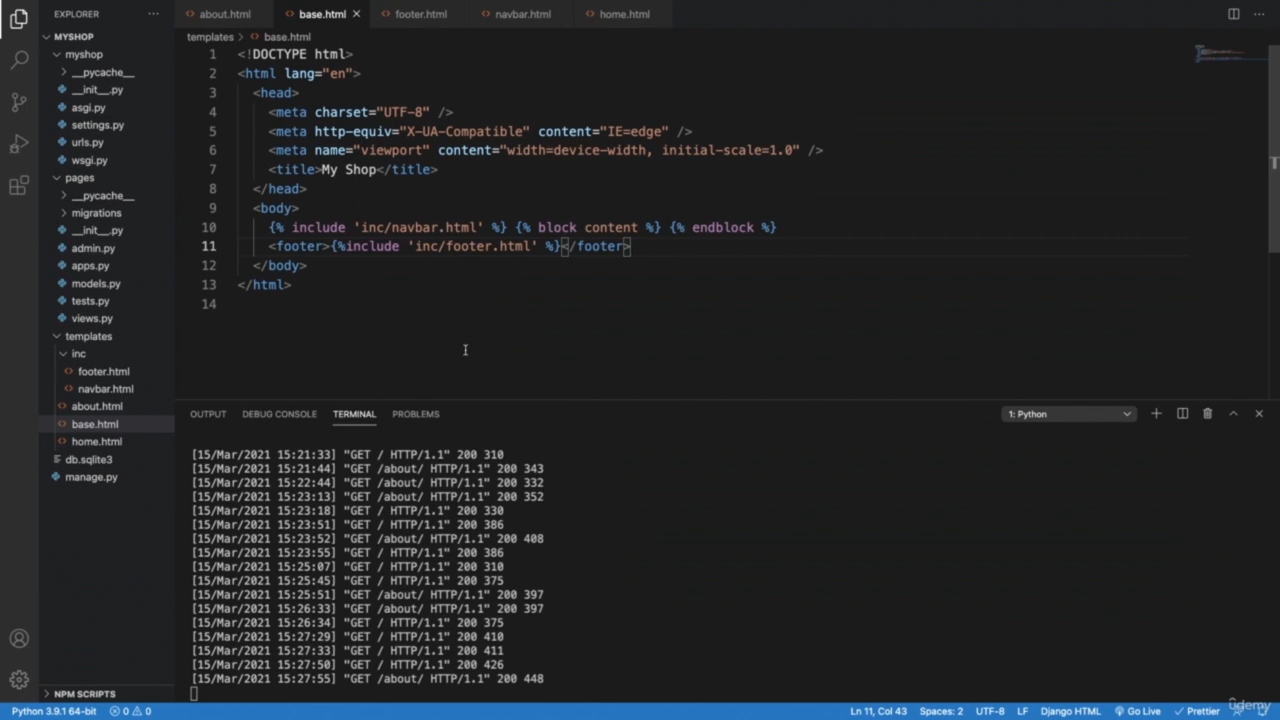 EXPLORER
MYSHOP
myshop
__pycache__
__init__.py
asgi.py
settings.py
urls.py
wsgi.py
pages
__pycache__
migrations
__init__.py
admin.py
apps.py
models.py
tests.py
views.py
templates
inc
footer.html
navbar.html
about.html
base.html
home.html
db.sqlite3
manage.py
NPM SCRIPTS
about.html base.html footer.html navbar.html home.html
templates > base.html
1 <!DOCTYPE html>
2 <html lang="en">
3 <head>
4 <meta charset="UTF-8" />
5 <meta http-equiv="X-UA-Compatible" content="IE=edge" />
6 <meta name="viewport" content="width=device-width, initial-scale=1.0" />
7 <title>My Shop</title>
8 </head>
9 <body>
10 {% include 'inc/navbar.html' %} {% block content %} {% endblock %}
11 <footer>{%include 'inc/footer.html' %}</footer>
12 </body>
13 </html>
14
OUTPUT DEBUG CONSOLE TERMINAL PROBLEMS 1: Python
[15/Mar/2021 15:21:33] "GET / HTTP/1.1" 200 310
[15/Mar/2021 15:21:44] "GET /about/ HTTP/1.1" 200 343
[15/Mar/2021 15:22:44] "GET /about/ HTTP/1.1" 200 332
[15/Mar/2021 15:23:13] "GET /about/ HTTP/1.1" 200 352
[15/Mar/2021 15:23:18] "GET / HTTP/1.1" 200 330
[15/Mar/2021 15:23:51] "GET / HTTP/1.1" 200 386
[15/Mar/2021 15:23:52] "GET /about/ HTTP/1.1" 200 408
[15/Mar/2021 15:23:55] "GET / HTTP/1.1" 200 386
[15/Mar/2021 15:25:07] "GET / HTTP/1.1" 200 310
[15/Mar/2021 15:25:45] "GET / HTTP/1.1" 200 375
[15/Mar/2021 15:25:51] "GET /about/ HTTP/1.1" 200 397
[15/Mar/2021 15:26:33] "GET /about/ HTTP/1.1" 200 397
[15/Mar/2021 15:26:34] "GET / HTTP/1.1" 200 375
[15/Mar/2021 15:27:29] "GET / HTTP/1.1" 200 410
[15/Mar/2021 15:27:33] "GET / HTTP/1.1" 200 411
[15/Mar/2021 15:27:50] "GET / HTTP/1.1" 200 426
[15/Mar/2021 15:27:55] "GET /about/ HTTP/1.1" 200 448
Python 3.9.1 64-bit 0 0 Ln 11, Col 43 Spaces: 2 UTF-8 LF Django HTML Go Live Prettier
udemy